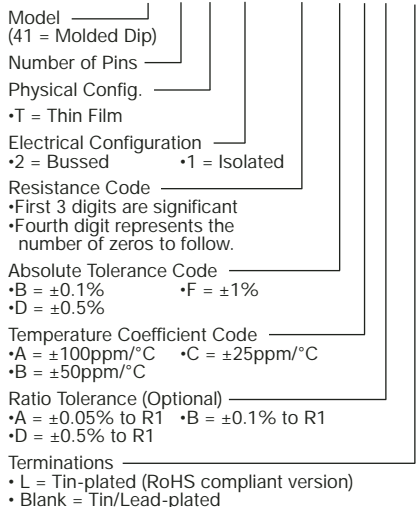 Model
(41 = Molded Dip)
Number of Pins
Physical Config.
•T = Thin Film
Electrical Configuration
•2 = Bussed •1 = Isolated
Resistance Code
•First 3 digits are significant
•Fourth digit represents the
number of zeros to follow.
Absolute Tolerance Code
•B = ±0.1% •F = ±1%
•D = ±0.5%
Temperature Coefficient Code
•A = ±100ppm/°C •C = ±25ppm/°C
•B = ±50ppm/°C
Ratio Tolerance (Optional)
•A = ±0.05% to R1 •B = ±0.1% to R1
•D = ±0.5% to R1
Terminations
• L = Tin-plated (RoHS compliant version)
• Blank = Tin/Lead-plated